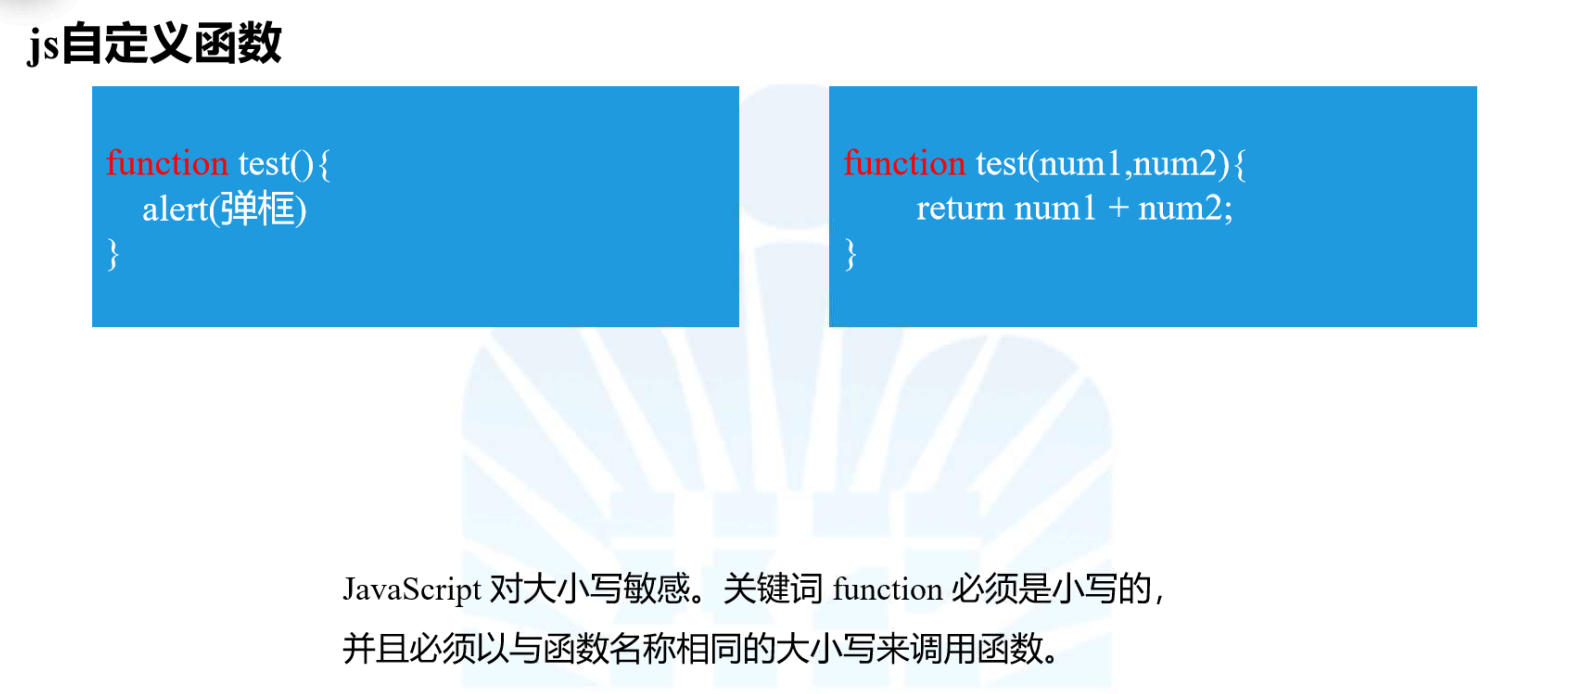 js自定义函数
function test(){
alert(弹框)
}
function test(num1,num2){
return num1 + num2;
}
JavaScript 对大小写敏感。关键词 function 必须是小写的，
并且必须以与函数名称相同的大小写来调用函数。